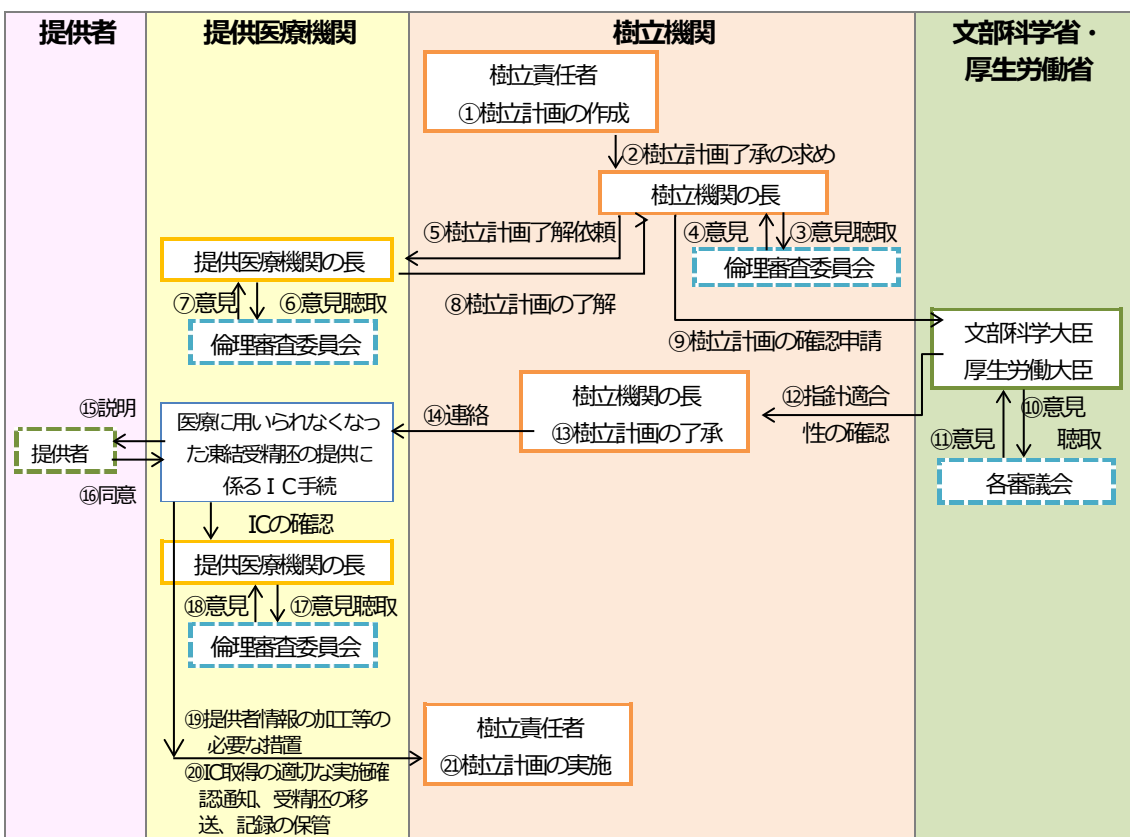 提供者
提供医療機関
樹立機関
文部科学省・
厚生労働省
樹立責任者
①樹立計画の作成
②樹立計画了承の求め
樹立機関の長
④意見
③意見聴取
倫理審査委員会
⑤樹立計画了解依頼
提供医療機関の長
⑦意見
⑥意見聴取
倫理審査委員会
⑧樹立計画の了解
⑨樹立計画の確認申請
文部科学大臣
厚生労働大臣
⑩意見
聴取
⑪意見
各審議会
⑫指針適合
性の確認
樹立機関の長
⑬樹立計画の了承
⑭連絡
医療に用いられなくなっ
た凍結受精胚の提供に
係るIC手続
⑮説明
提供者
⑯同意
ICの確認
提供医療機関の長
⑱意見
⑰意見聴取
倫理審査委員会
⑲提供者情報の加工等の
必要な措置
⑳IC取得の適切な実施確
認通知、受精胚の移
送、記録の保管
樹立責任者
㉑樹立計画の実施